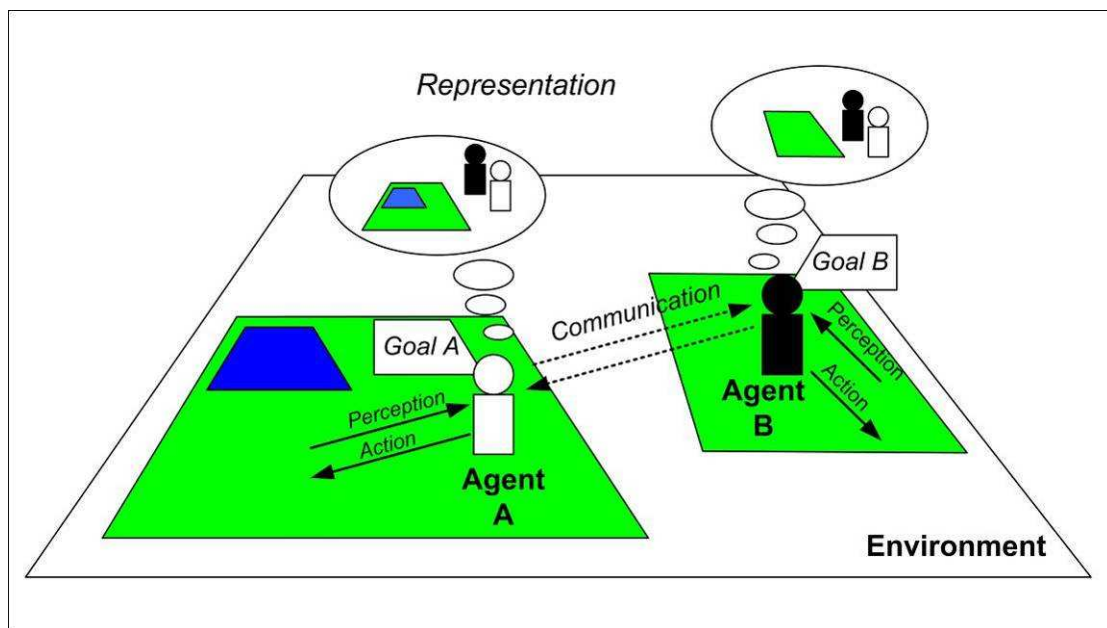 Representation
Goal B
Communication
Goal A
Perception
Action
Agent
A
Perception
Action
Agent
B
Environment